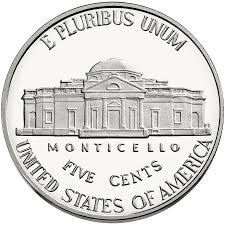 E PLURIBUS UNUM
MONTICELLO
FIVE CENTS
UNITED STATES OF AMERICA